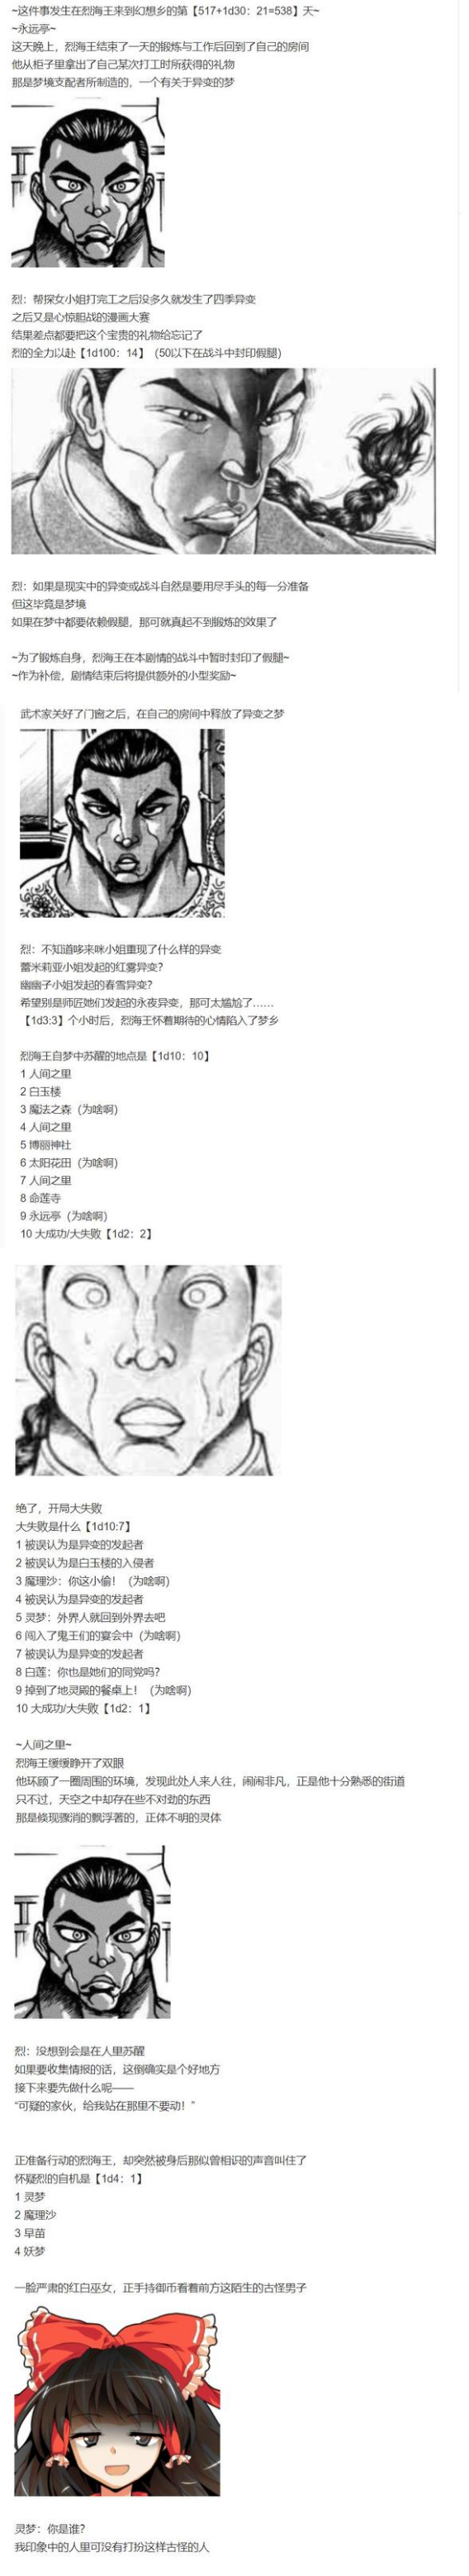 ~这件事发生在烈海王来到幻想乡的第【517+1d30：21=538】天~
~永远亭~
这天晚上，烈海王结束了一天的锻炼与工作后回到了自己的房间
他从柜子里拿出了自己某次打工时所获得的礼物
那是梦境支配者所制造的，一个有关于异变的梦
烈：帮探女小姐打完工之后没多久就发生了四季异变
之后又是心惊胆战的漫画大赛
结果差点都要把这个宝贵的礼物给忘记了
烈的全力以赴【1d100：14】（50以下在战斗中封印假腿）
烈：如果是现实中的异变或战斗自然是要用尽手头的每一分准备
但这毕竟是梦境
如果在梦中都要依赖假腿，那可就真起不到锻炼的效果了
~为了锻炼自身，烈海王在本剧情的战斗中暂时封印了假腿~
~作为补偿，剧情结束后将提供额外的小型奖励~
武术家关好了门窗之后，在自己的房间中释放了异变之梦
烈：不知道哆来咪小姐重现了什么样的异变
蕾米莉亚小姐发起的红雾异变？
幽幽子小姐发起的春雪异变？
希望别是师匠她们发起的永夜异变，那可太尴尬了……
【1d3:3】个小时后，烈海王怀着期待的心情陷入了梦乡
烈海王自梦中苏醒的地点是【1d10：10】
1 人间之里
2 白玉楼
3 魔法之森（为啥啊）
4 人间之里
5 博丽神社
6 太阳花田（为啥啊）
7 人间之里
8 命莲寺
9 永远亭（为啥啊）
10 大成功/大失败【1d2：2】
绝了，开局大失败
大失败是什么【1d10:7】
1 被误认为是异变的发起者
2 被误认为是白玉楼的入侵者
3 魔理沙：你这小偷！（为啥啊）
4 被误认为是异变的发起者
5 灵梦：外界人就回到外界去吧
6 闯入了鬼王们的宴会中（为啥啊）
7 被误认为是异变的发起者
8 白莲：你也是她们的同党吗？
9 掉到了地灵殿的餐桌上！（为啥啊）
10 大成功/大失败【1d2：1】
~人间之里~
烈海王缓缓睁开了双眼
他环顾了一圈周围的环境，发现此处人来人往，闹闹非凡，正是他十分熟悉的街道
只不过，天空之中却存在些不对劲的东西
那是倏现骤消的飘浮著的，正体不明的灵体
烈：没想到会是在人里苏醒
如果要收集情报的话，这倒确实是个好地方
接下来要先做什么呢——
“可疑的家伙，给我站在那里不要动！”
正准备行动的烈海王，却突然被身后那似曾相识的声音叫住了
怀疑烈的自机是【1d4：1】
1 灵梦
2 魔理沙
3 早苗
4 妖梦
一脸严肃的红白巫女，正手持御币看着前方这陌生的古怪男子
灵梦：你是谁？
我印象中的人里可没有打扮这样古怪的人